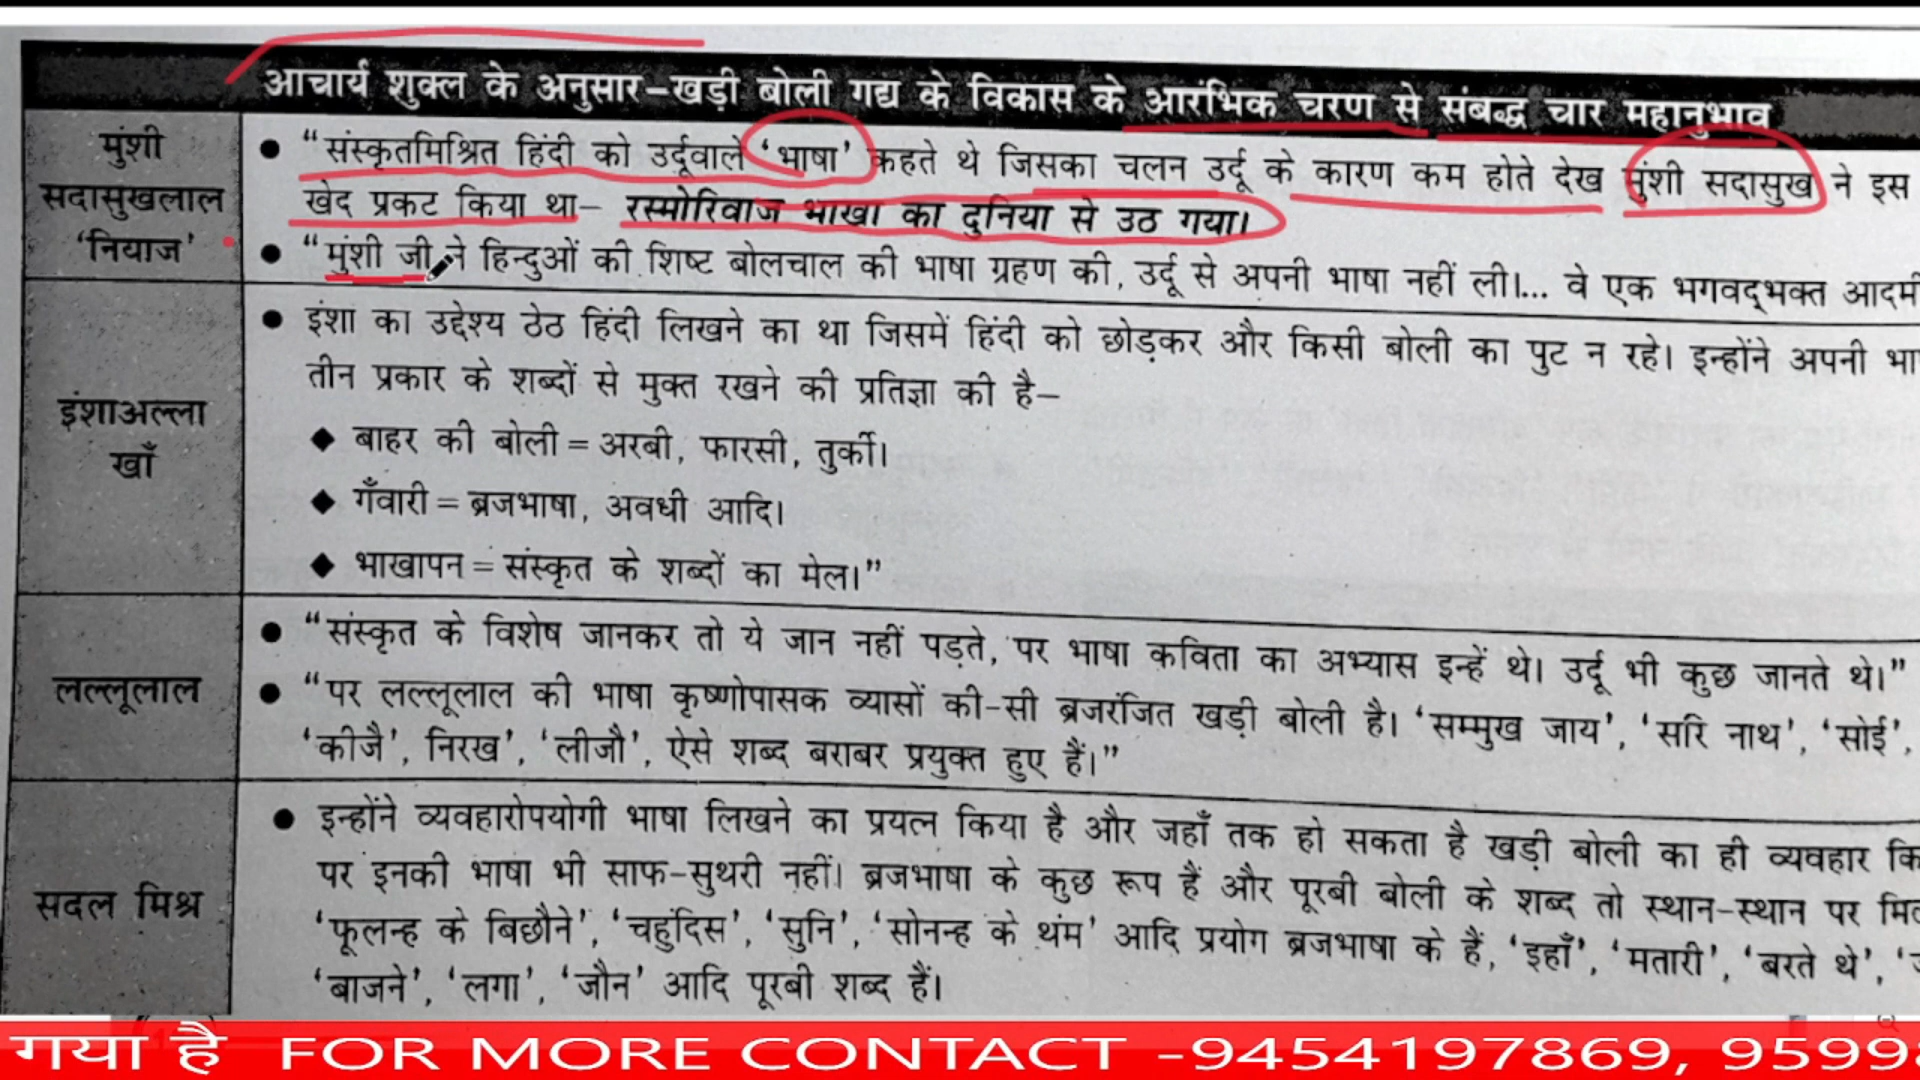 आचार्य शुक्ल के अनुसार–खड़ी बोली गद्य के विकास के आरंभिक चरण से संबद्ध चार महानुभाव
मुंशी सदासुखलाल ‘नियाज’
● “संस्कृतमिश्रित हिंदी को उर्दूवाले ‘भाषा’ कहते थे जिसका चलन उर्दू के कारण कम होते देख मुंशी सदासुख ने इस
खेद प्रकट किया था– रस्मोरिवाज भाखा का दुनिया से उठ गया।
● “मुंशी जी ने हिन्दुओं की शिष्ट बोलचाल की भाषा ग्रहण की, उर्दू से अपनी भाषा नहीं ली।... वे एक भगवद्भक्त आदमी
इंशाअल्ला खाँ
● इंशा का उद्देश्य ठेठ हिंदी लिखने का था जिसमें हिंदी को छोड़कर और किसी बोली का पुट न रहे। इन्होंने अपनी
तीन प्रकार के शब्दों से मुक्त रखने की प्रतिज्ञा की है–
◆ बाहर की बोली = अरबी, फारसी, तुर्की।
◆ गँवारी = ब्रजभाषा, अवधी आदि।
◆ भाखापन = संस्कृत के शब्दों का मेल।”
लल्लूलाल
● “संस्कृत के विशेष जानकर तो ये जान नहीं पड़ते, पर भाषा कविता का अभ्यास इन्हें थे। उर्दू भी कुछ जानते थे।”
● “पर लल्लूलाल की भाषा कृष्णोपासक व्यासों की-सी ब्रजरंजित खड़ी बोली है। ‘सम्मुख जाय’, ‘सरि नाथ’, ‘सोई’,
‘कीजै’, निरख’, ‘लीजौ’, ऐसे शब्द बराबर प्रयुक्त हुए हैं।”
सदल मिश्र
● इन्होंने व्यवहारोपयोगी भाषा लिखने का प्रयत्न किया है और जहाँ तक हो सकता है खड़ी बोली का ही व्यवहार
पर इनकी भाषा भी साफ-सुथरी नहीं। ब्रजभाषा के कुछ रूप हैं और पूरबी बोली के शब्द तो स्थान-स्थान पर
‘फूलन्ह के बिछौने’, ‘चहुंदिस’, ‘सुनि’, ‘सोनन्ह के थंम’ आदि प्रयोग ब्रजभाषा के हैं, ‘इहाँ’, ‘मतारी’, ‘बरते थे’,
‘बाजने’, ‘लगा’, ‘जौन’ आदि पूरबी शब्द हैं।
गया है FOR MORE CONTACT -9454197869, 9599